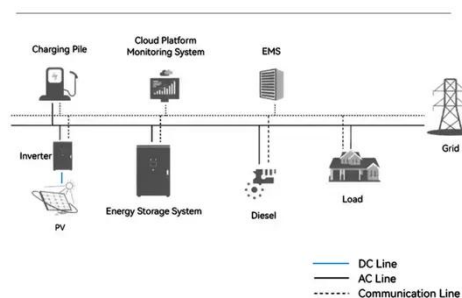 Charging Pile
Cloud Platform
Monitoring System
EMS
Grid
Inverter
PV
Energy Storage System
Diesel
Load
DC Line
AC Line
Communication Line